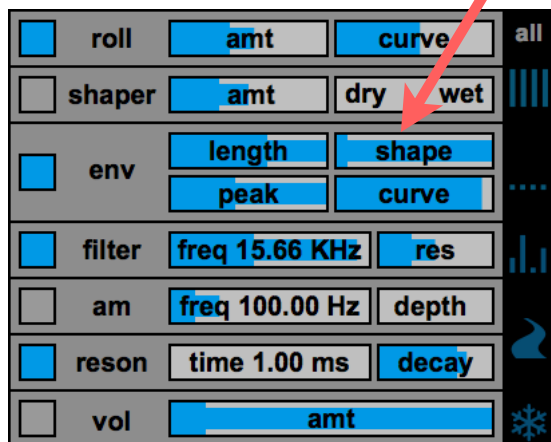 roll amt curve all
shaper amt dry wet
env length shape
peak curve
filter freq 15.66 KHz res
am freq 100.00 Hz depth
reson time 1.00 ms decay
vol amt